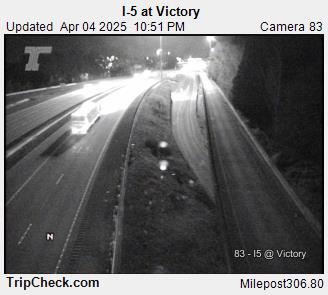 I-5 at Victory
Updated Apr 04 2025 10:51 PM Camera 83
T
N
83 - I5 @ Victory
TripCheck.com Milepost306.80